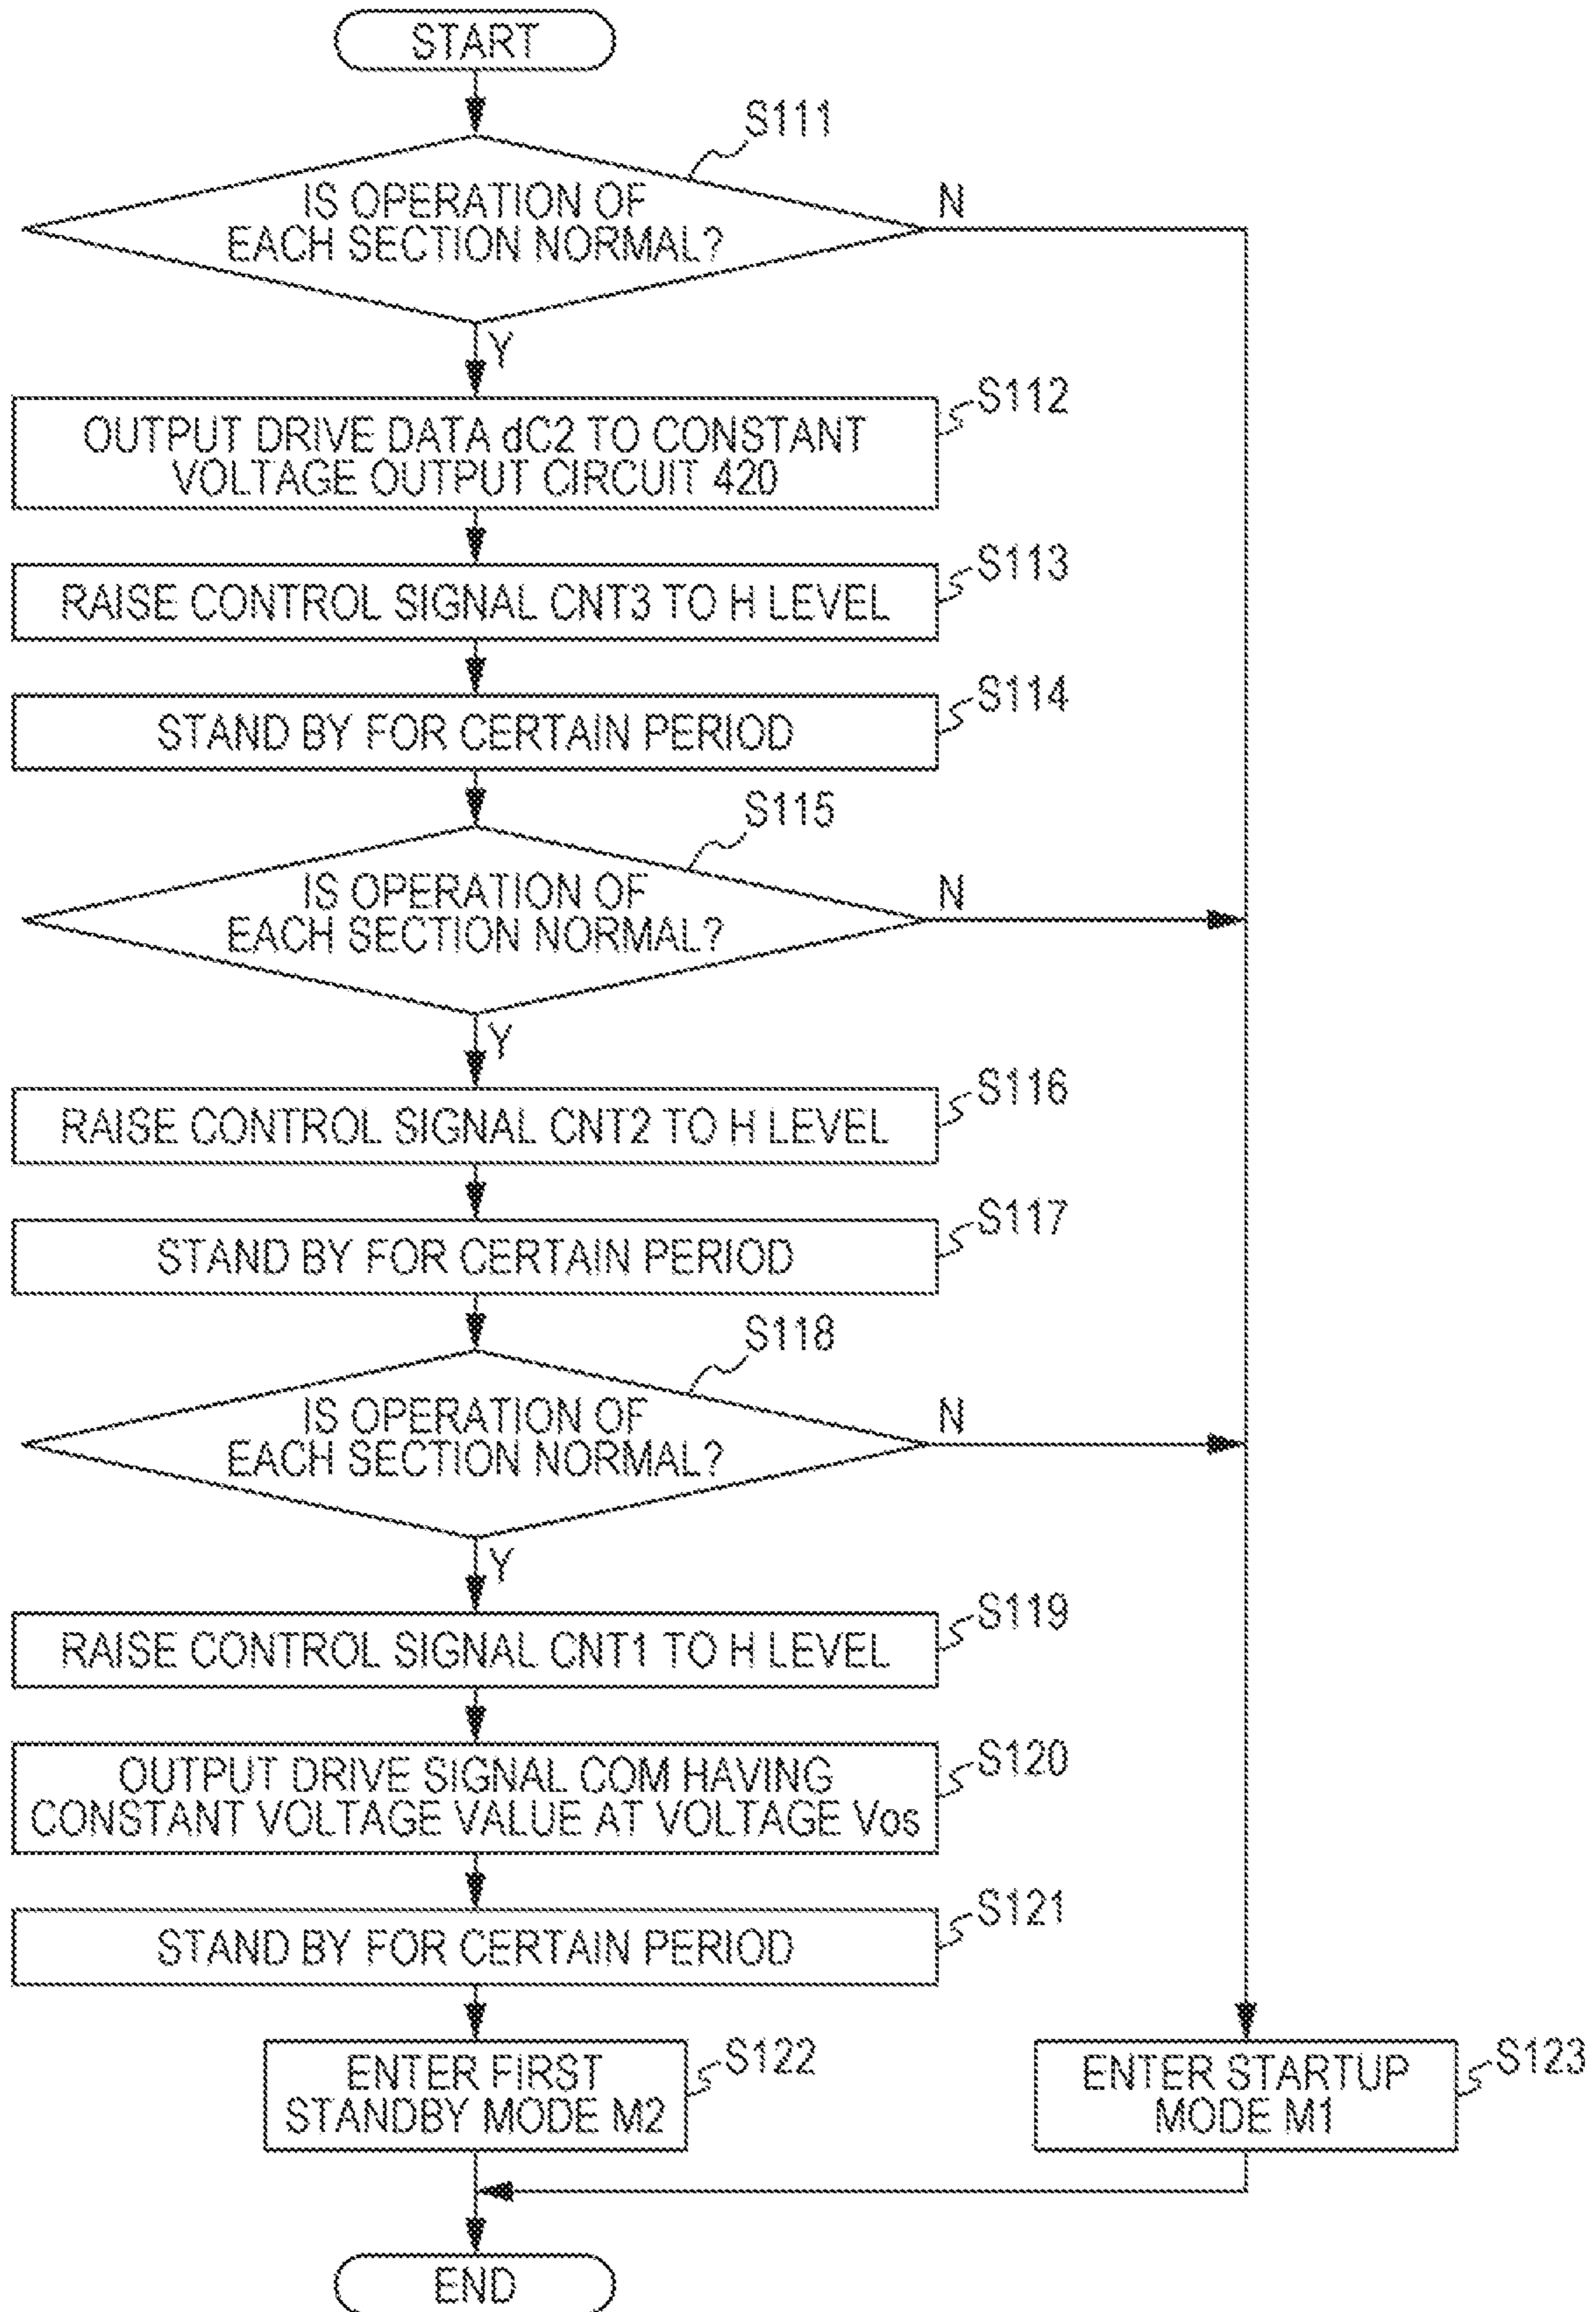 START
S111
IS OPERATION OF
EACH SECTION NORMAL?
N
Y
S112
OUTPUT DRIVE DATA dC2 TO CONSTANT
VOLTAGE OUTPUT CIRCUIT 420
S113
RAISE CONTROL SIGNAL CNT3 TO H LEVEL
S114
STAND BY FOR CERTAIN PERIOD
S115
IS OPERATION OF
EACH SECTION NORMAL?
N
Y
S116
RAISE CONTROL SIGNAL CNT2 TO H LEVEL
S117
STAND BY FOR CERTAIN PERIOD
S118
IS OPERATION OF
EACH SECTION NORMAL?
N
Y
S119
RAISE CONTROL SIGNAL CNT1 TO H LEVEL
S120
OUTPUT DRIVE SIGNAL COM HAVING
CONSTANT VOLTAGE VALUE AT VOLTAGE Vos
S121
STAND BY FOR CERTAIN PERIOD
S122
ENTER FIRST
STANDBY MODE M2
S123
ENTER STARTUP
MODE M1
END